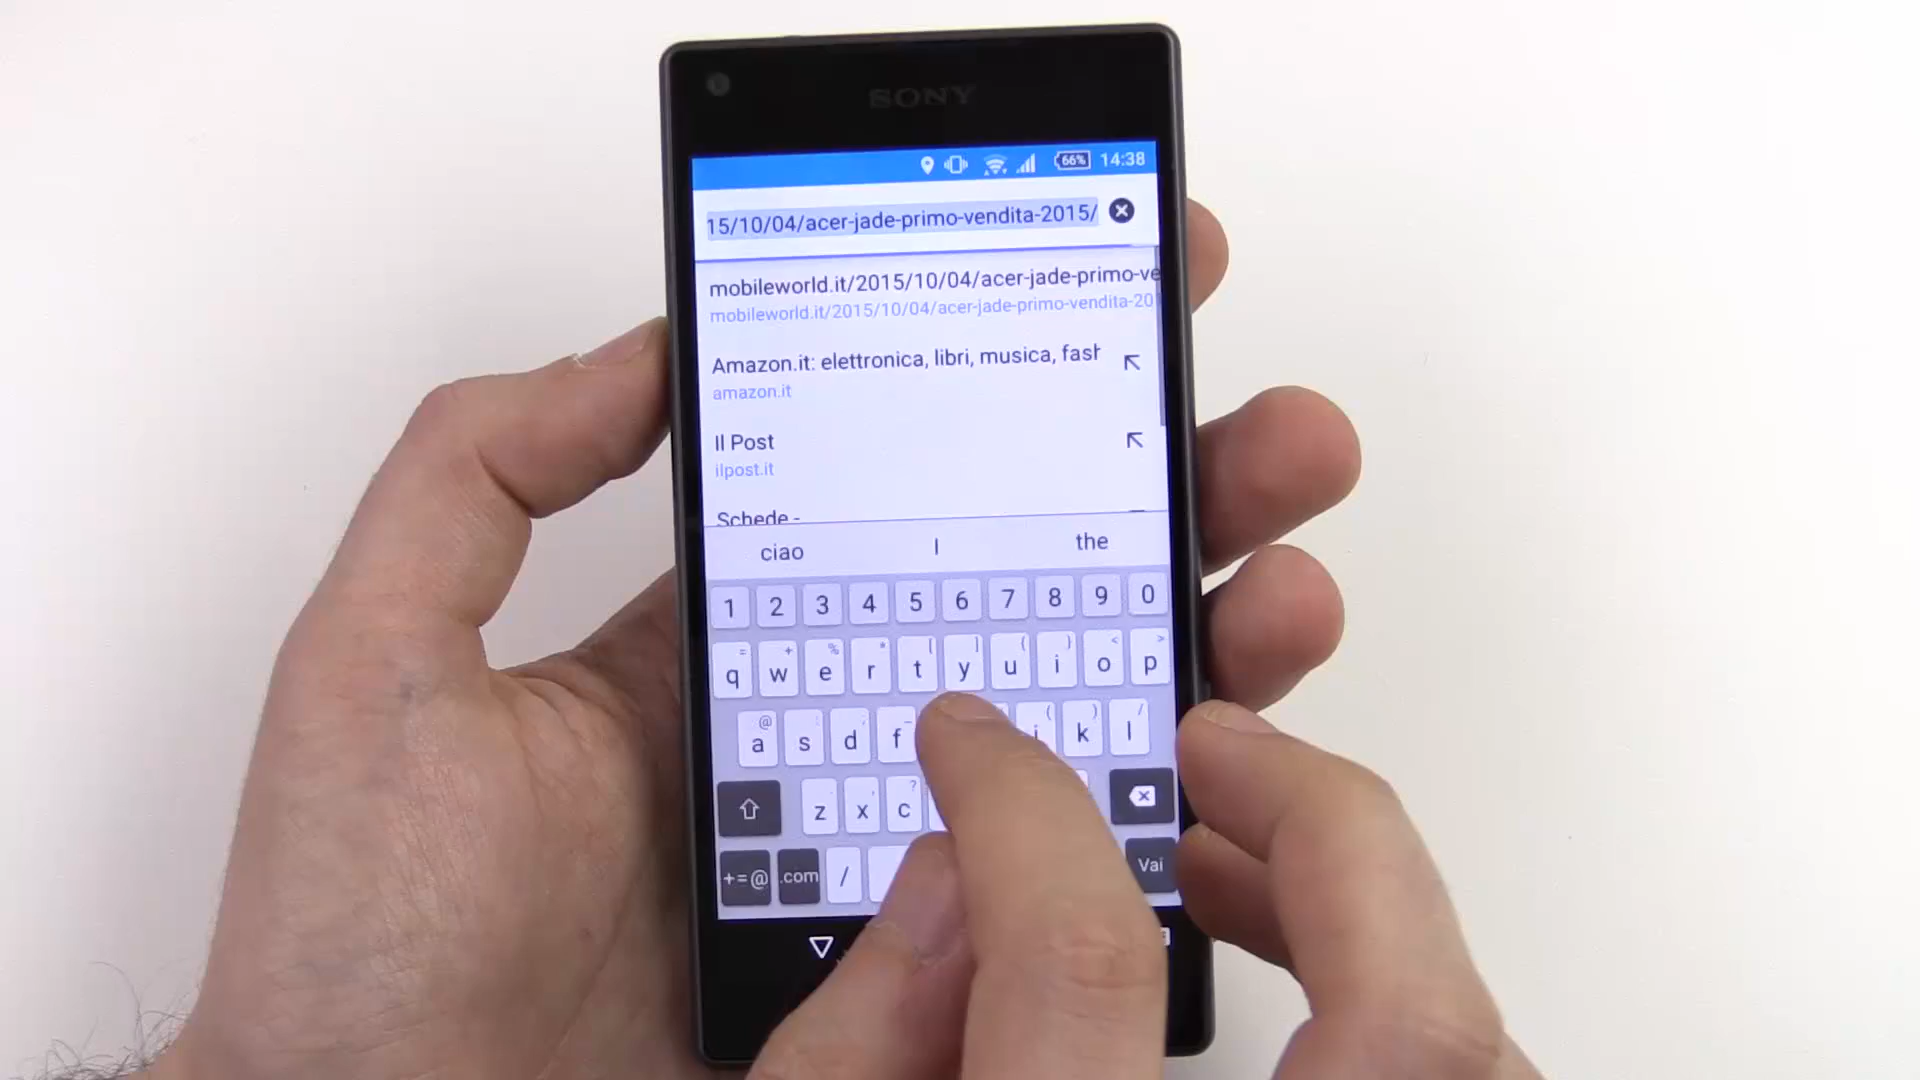 SONY
66% 14:38
15/10/04/acer-jade-primo-vendita-2015/
mobileworld.it/2015/10/04/acer-jade-primo-ve
mobileworld.it/2015/10/04/acer-jade-primo-vendita-20
Amazon.it: elettronica, libri, musica, fash
amazon.it
Il Post
ilpost.it
Schede -
ciao I the
1 2 3 4 5 6 7 8 9 0
q w e r t y u i o p
a s d f j k l
z x c
+=@ .com / Vai